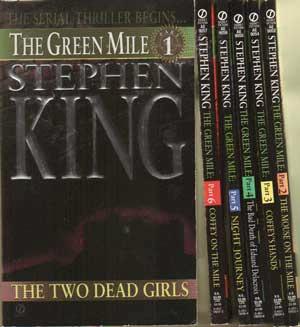 THE SERIAL THRILLER BEGINS...
THE GREEN MILE 1
STEPHEN
KING
THE TWO DEAD GIRLS
STEPHEN KING THE GREEN MILE: Part 6 COFFEY ON THE MILE
STEPHEN KING THE GREEN MILE: Part 5 NIGHT JOURNEY
STEPHEN KING THE GREEN MILE: Part 4 The Bad Death of Eduard Delacroix
STEPHEN KING THE GREEN MILE: Part 3 COFFEY'S HANDS
STEPHEN KING THE GREEN MILE: Part 2 THE MOUSE ON THE MILE